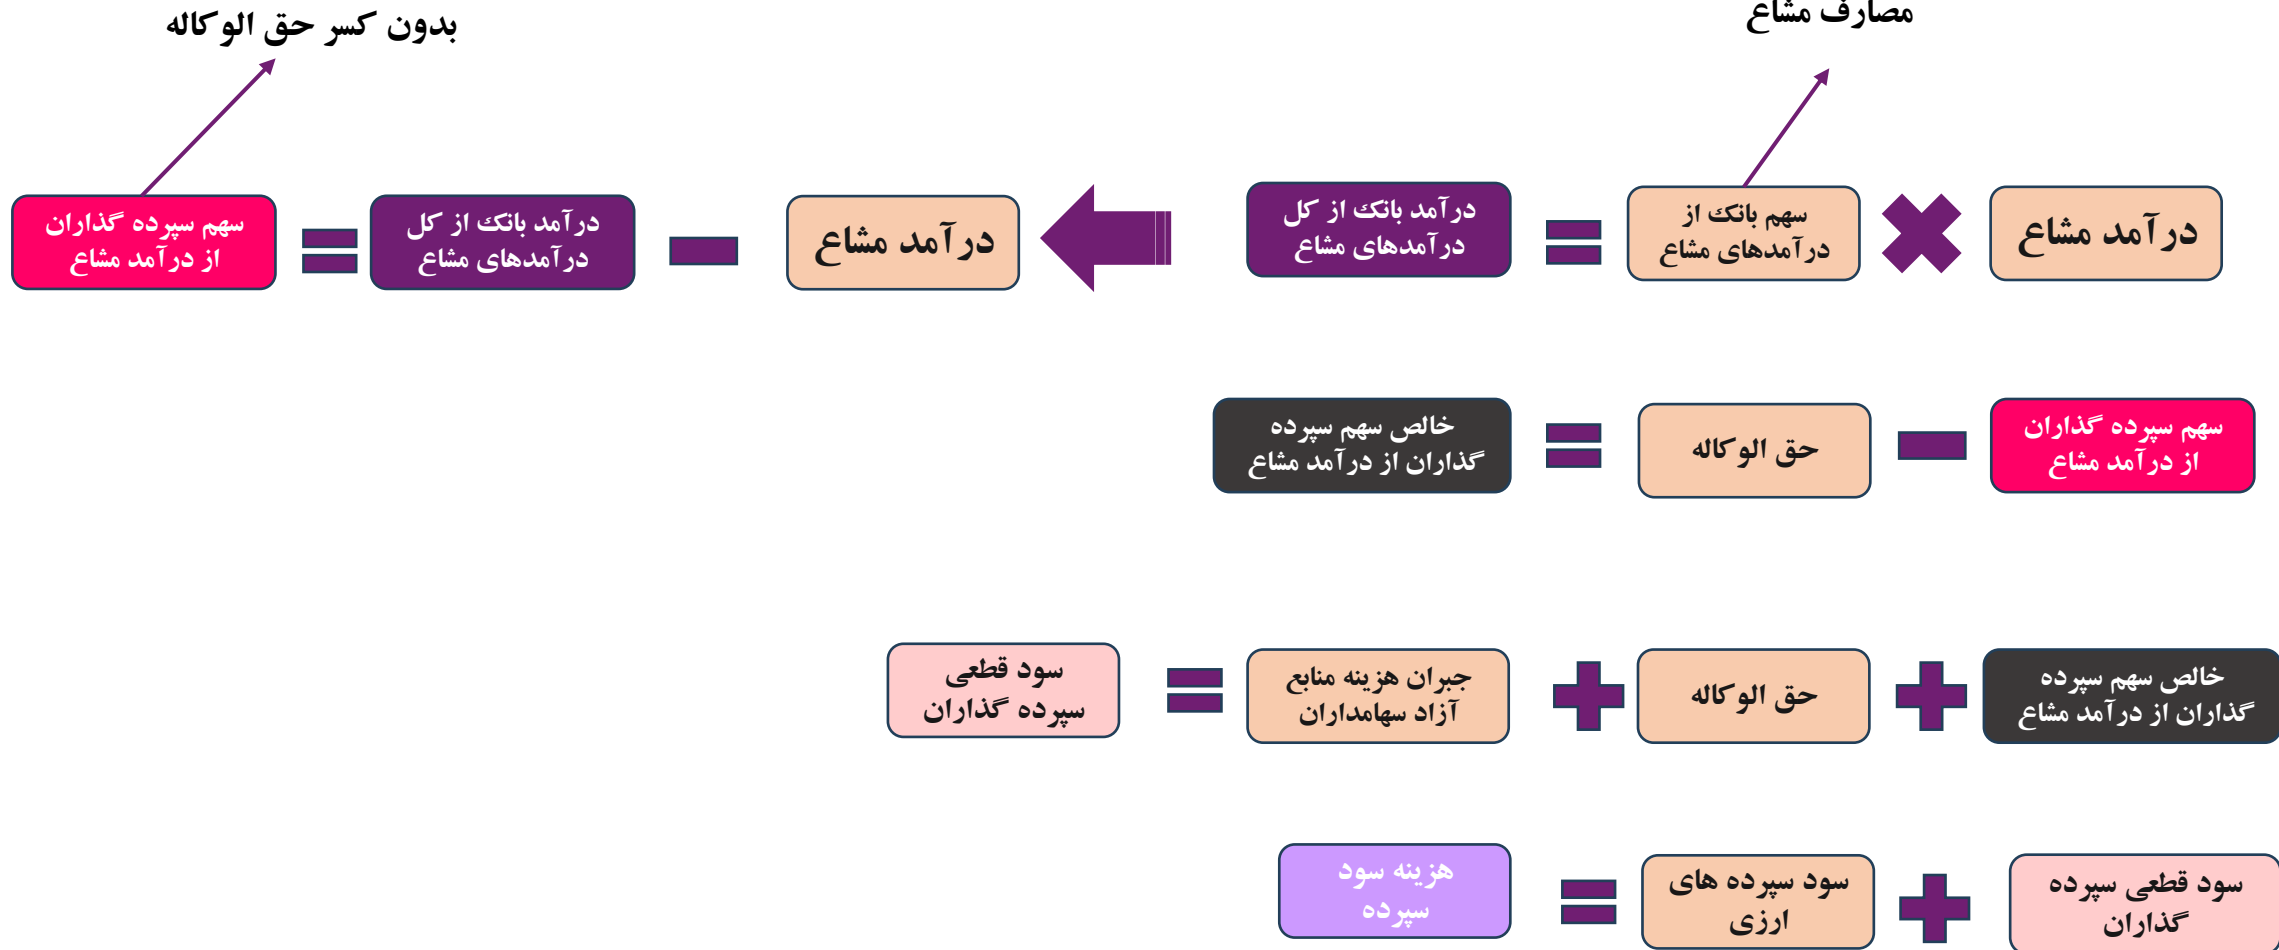 مصارف مشاع
بدون کسر حق الوکاله
درآمد مشاع
سهم بانک از
درآمدهای مشاع
درآمد بانک از کل
درآمدهای مشاع
درآمد مشاع
درآمد بانک از کل
درآمدهای مشاع
سهم سپرده گذاران
از درآمد مشاع
سهم سپرده گذاران
از درآمد مشاع
حق الوکاله
خالص سهم سپرده
گذاران از درآمد مشاع
خالص سهم سپرده
گذاران از درآمد مشاع
حق الوکاله
جبران هزینه منابع
آزاد سهامداران
سود قطعی
سپرده گذاران
سود قطعی سپرده
گذاران
سود سپرده های
ارزی
هزینه سود
سپرده